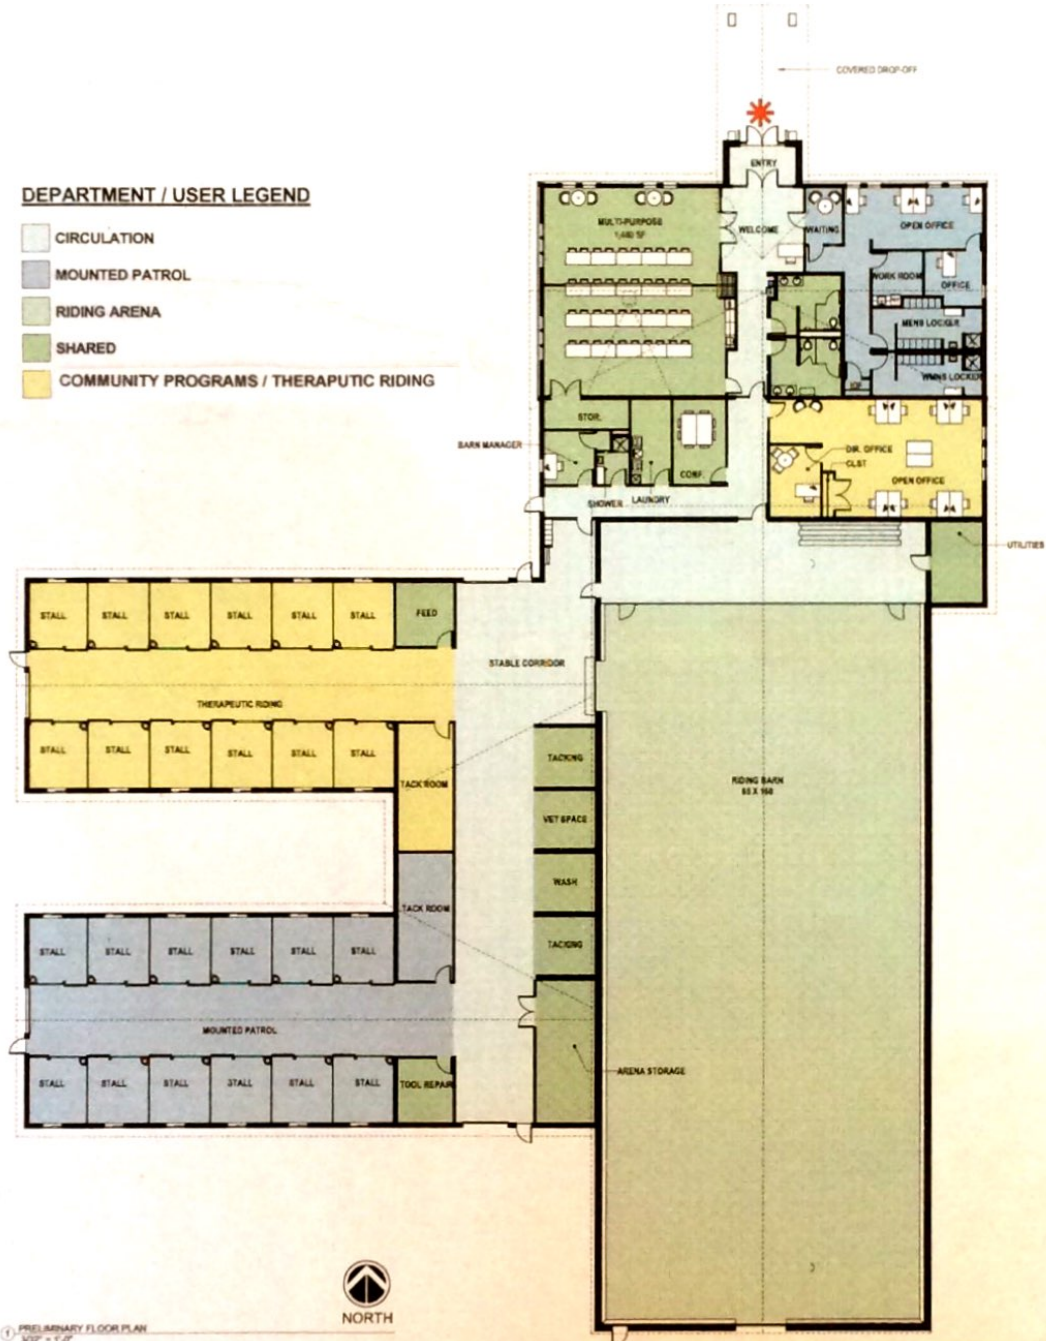 COVERED DROP-OFF
ENTRY
DEPARTMENT / USER LEGEND
CIRCULATION
MOUNTED PATROL
RIDING ARENA
SHARED
COMMUNITY PROGRAMS / THERAPUTIC RIDING
MULTI-PURPOSE
WELCOME
WAITING
OPEN OFFICE
WORK ROOM
OFFICE
MENS LOCKER
WMNS LOCKER
STOR.
BARN MANAGER
CONF.
DIR. OFFICE
CLST
OPEN OFFICE
SHOWER
LAUNDRY
UTILITIES
STALL
STALL
STALL
STALL
STALL
STALL
FEED
STABLE CORRIDOR
THERAPEUTIC RIDING
STALL
STALL
STALL
STALL
STALL
STALL
TACK ROOM
TACKING
RIDING BARN
VET SPACE
WASH
TACK ROOM
TACKING
STALL
STALL
STALL
STALL
STALL
STALL
MOUNTED PATROL
ARENA STORAGE
STALL
STALL
STALL
STALL
STALL
STALL
TOOL REPAIR
NORTH
1 PRELIMINARY FLOOR PLAN